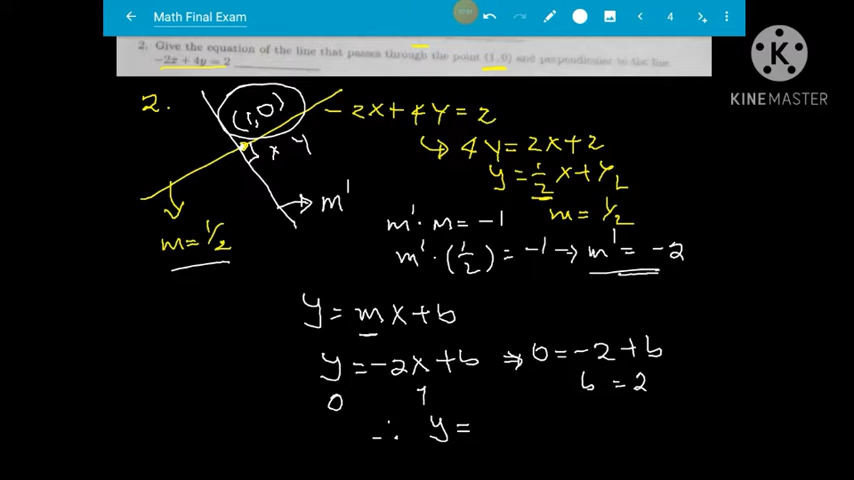 Math Final Exam
4
K
KINEMASTER
2. Give the equation of the line that passes through the point (1,0) and perpendicular to the line
-2x + 4y = 2
2.
(1,0)
-2x+4y=2
x y
↳ 4y=2x+2
y=½x+½
m=½
m'
m'·m=-1
m=½
m'·(½)=-1→m'=-2
y=mx+b
y=-2x+b ⇒ 0=-2+b
0 1
b=2
∴ y=